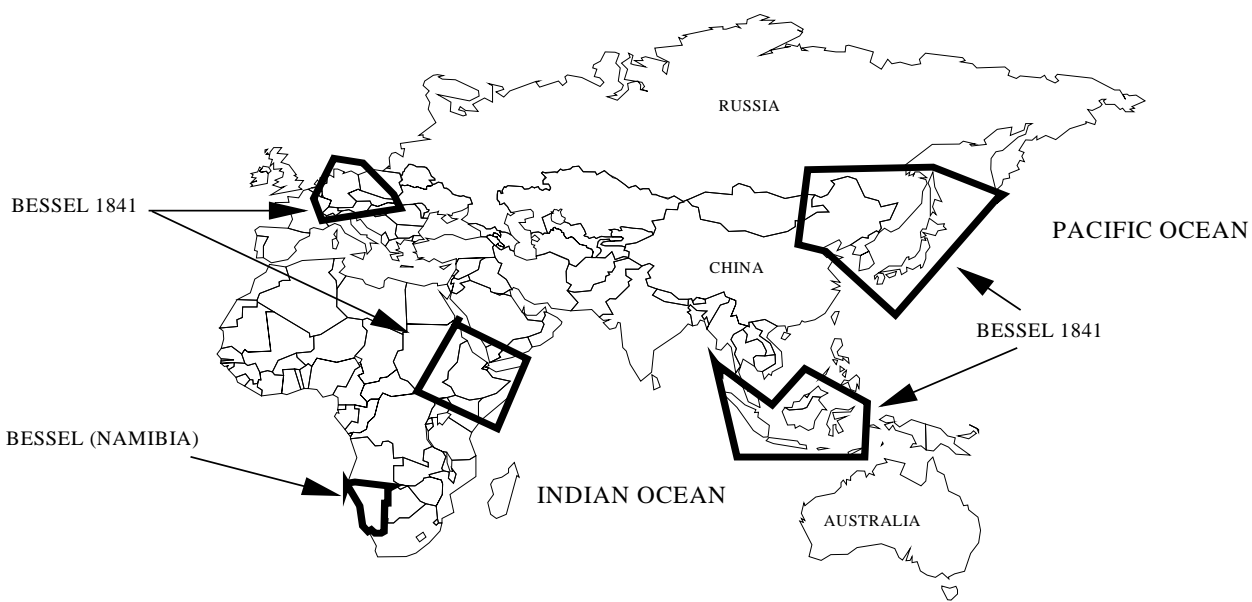 RUSSIA
BESSEL 1841
PACIFIC OCEAN
CHINA
BESSEL 1841
BESSEL (NAMIBIA)
INDIAN OCEAN
AUSTRALIA